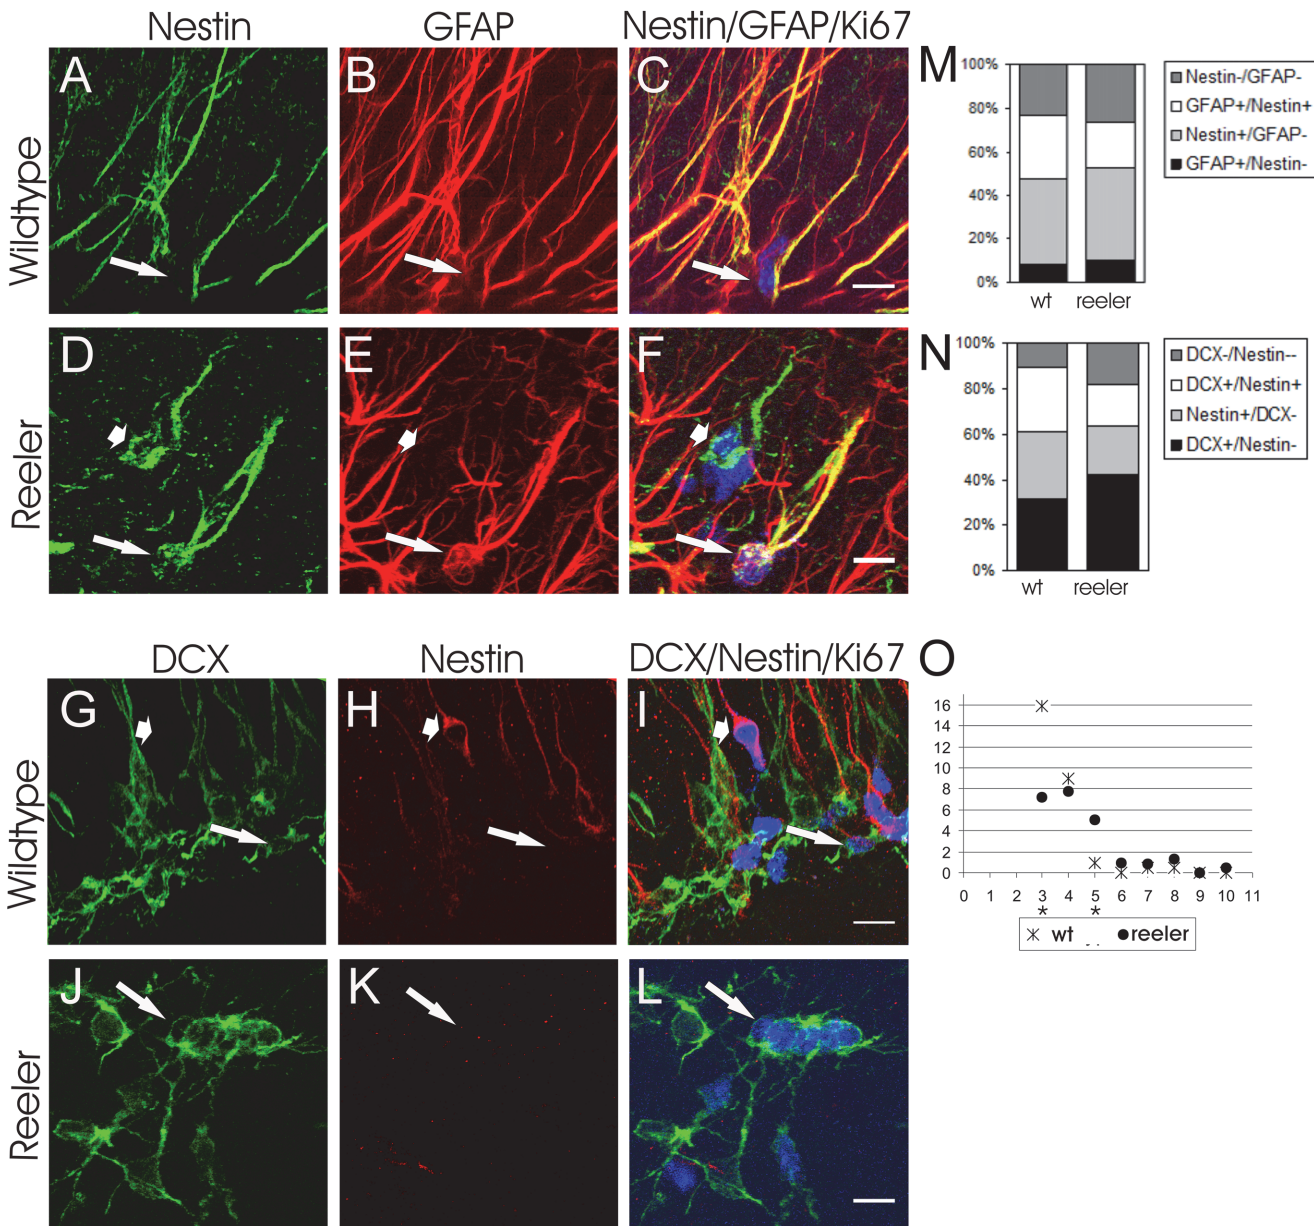 Nestin GFAP Nestin/GFAP/Ki67
Wildtype
A B C
Reeler
D E F
M
100%
80%
60%
40%
20%
0%
wt reeler
Nestin-/GFAP-
GFAP+/Nestin+
Nestin+/GFAP-
GFAP+/Nestin-
N
100%
80%
60%
40%
20%
0%
wt reeler
DCX-/Nestin--
DCX+/Nestin+
Nestin+/DCX-
DCX+/Nestin-
DCX Nestin DCX/Nestin/Ki67
Wildtype
G H I
Reeler
J K L
O
16
14
12
10
8
6
4
2
0
0 1 2 3 4 5 6 7 8 9 10 11
* *
wt reeler